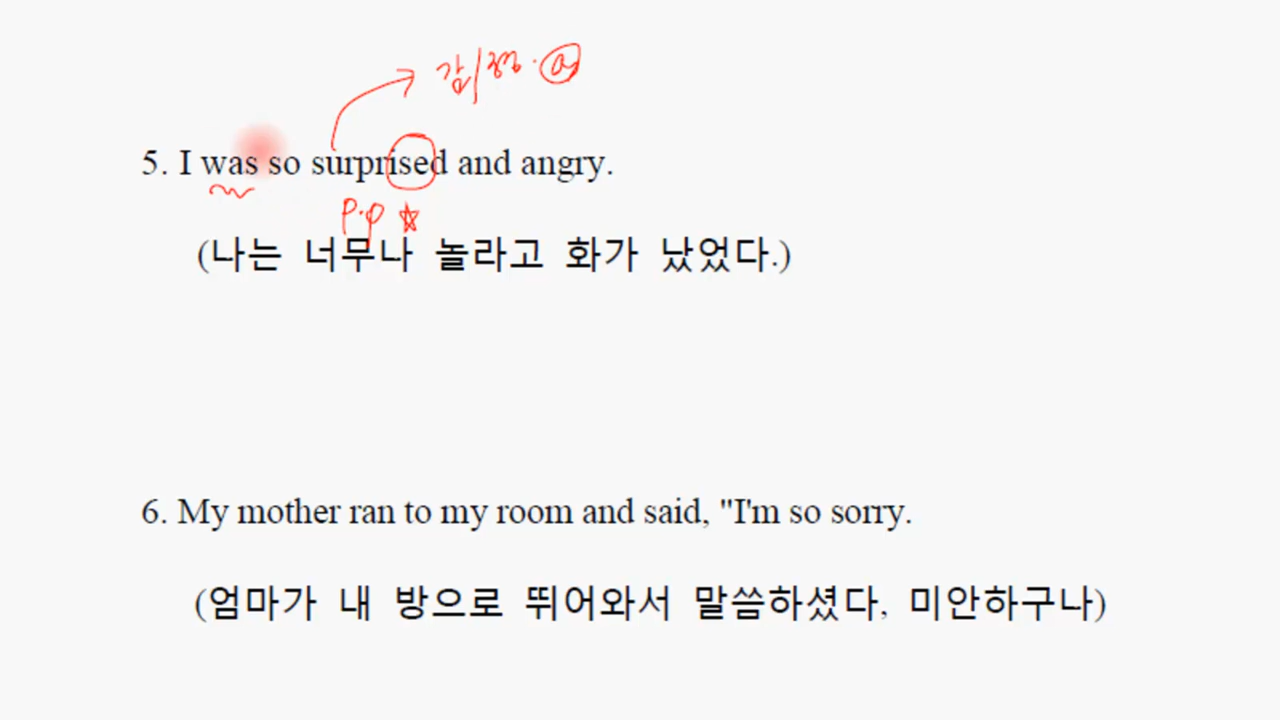 감/정 · ⓐ
5. I was so surprised and angry.
p.p ☆
(나는 너무나 놀라고 화가 났었다.)
6. My mother ran to my room and said, "I'm so sorry.
(엄마가 내 방으로 뛰어와서 말씀하셨다, 미안하구나)